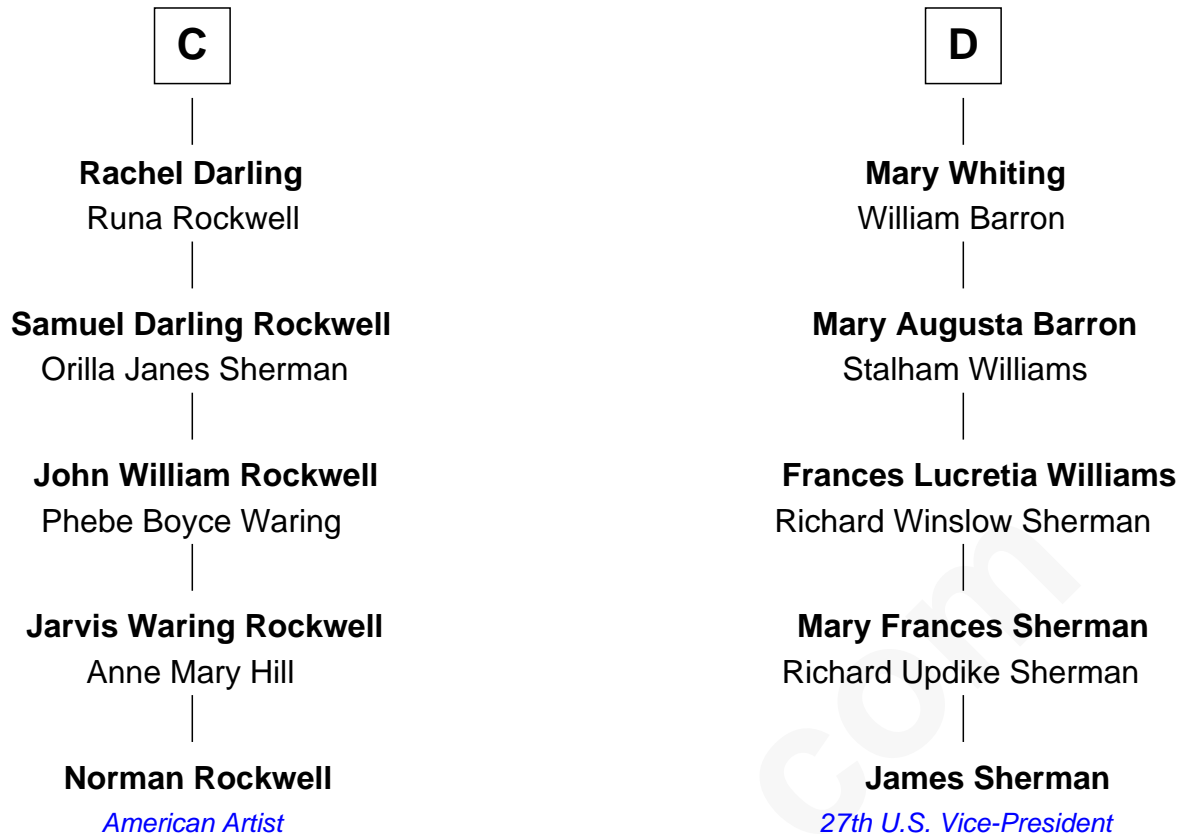 C
Rachel Darling
Runa Rockwell
Samuel Darling Rockwell
Orilla Janes Sherman
John William Rockwell
Phebe Boyce Waring
Jarvis Waring Rockwell
Anne Mary Hill
Norman Rockwell
American Artist
D
Mary Whiting
William Barron
Mary Augusta Barron
Stalham Williams
Frances Lucretia Williams
Richard Winslow Sherman
Mary Frances Sherman
Richard Updike Sherman
James Sherman
27th U.S. Vice-President
com